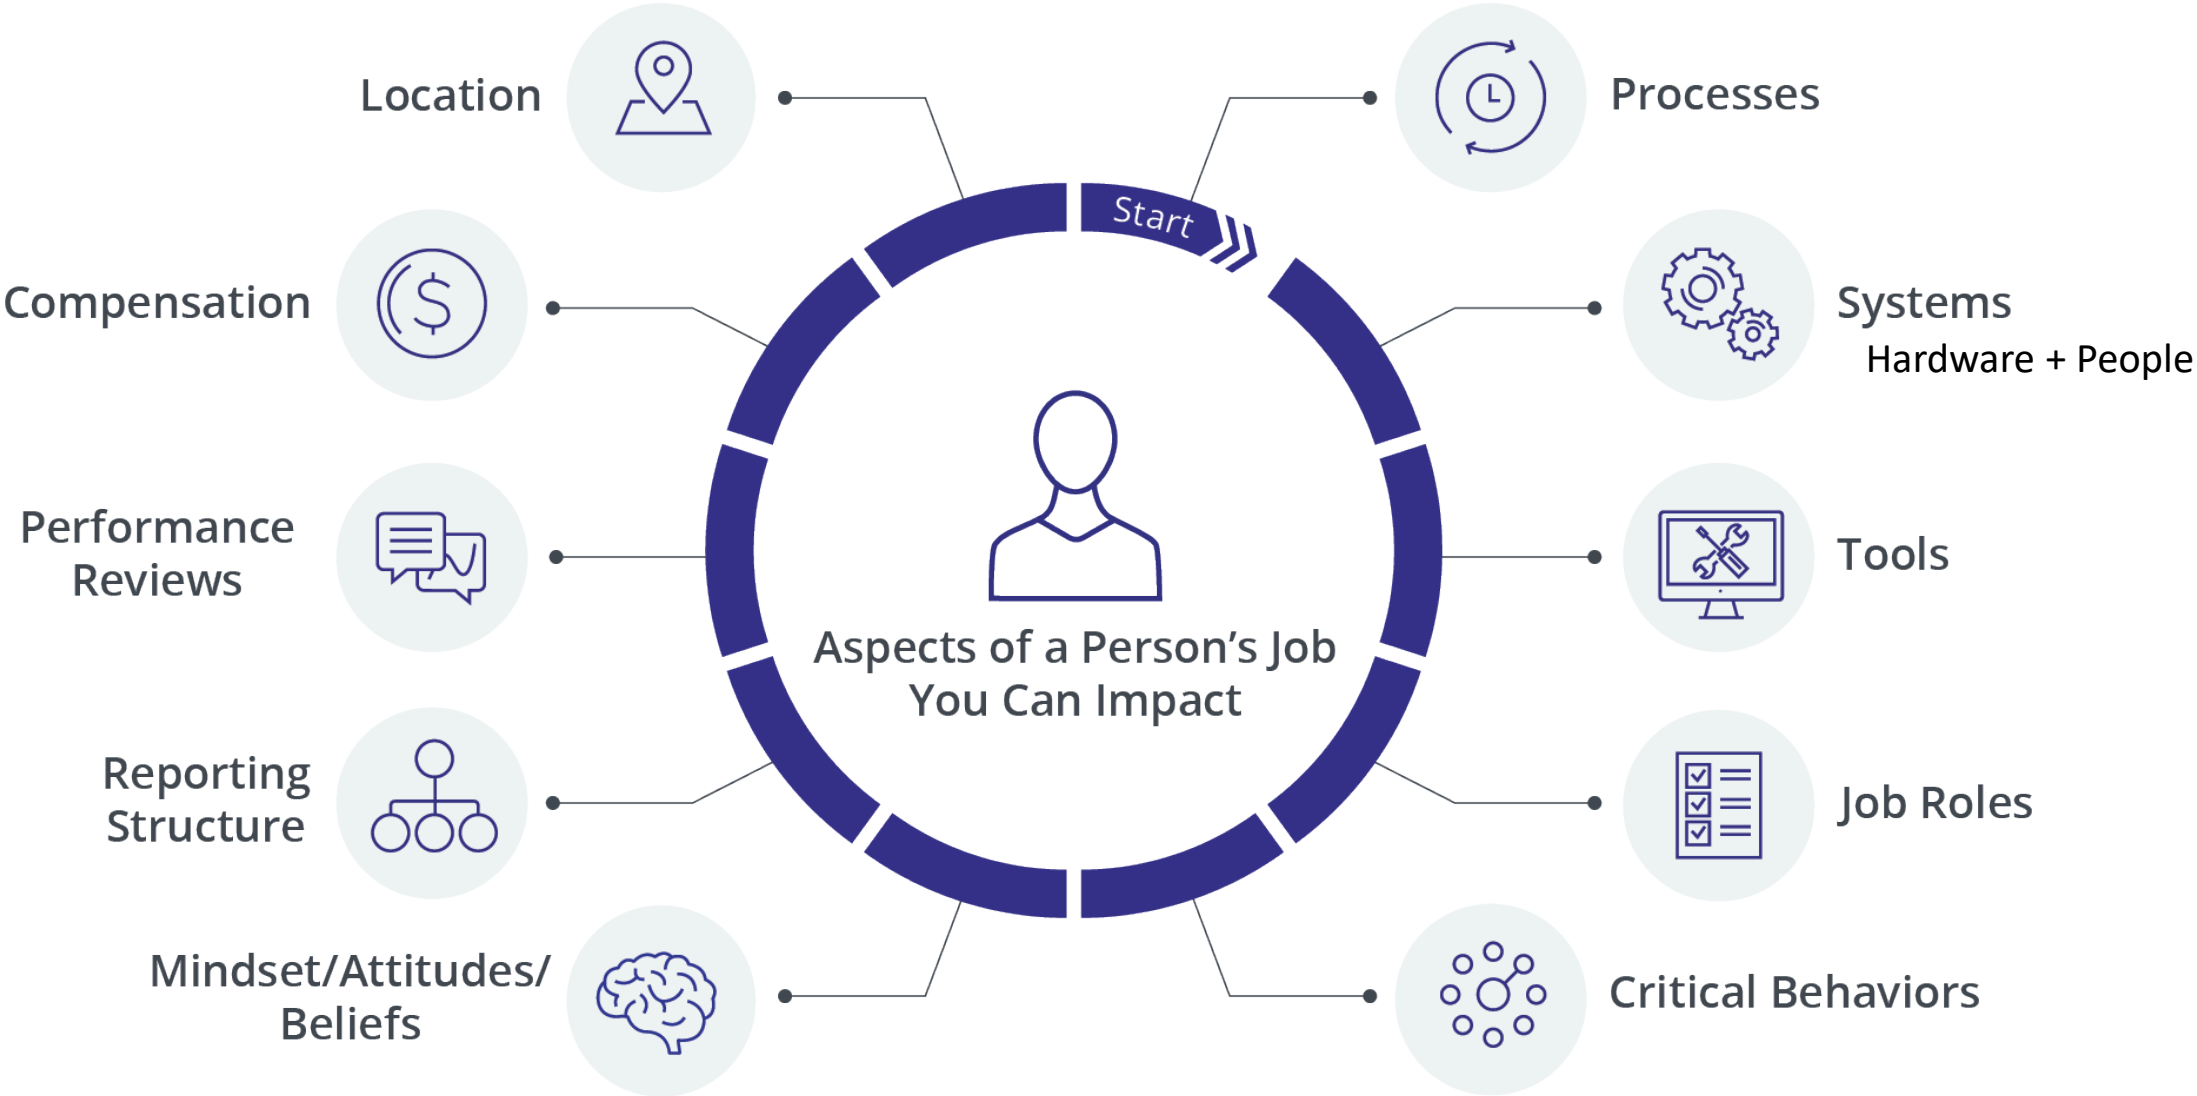 Start
Processes
Systems
Hardware + People
Tools
Job Roles
Critical Behaviors
Mindset/Attitudes/
Beliefs
Reporting
Structure
Performance
Reviews
Compensation
Location
Aspects of a Person’s Job
You Can Impact